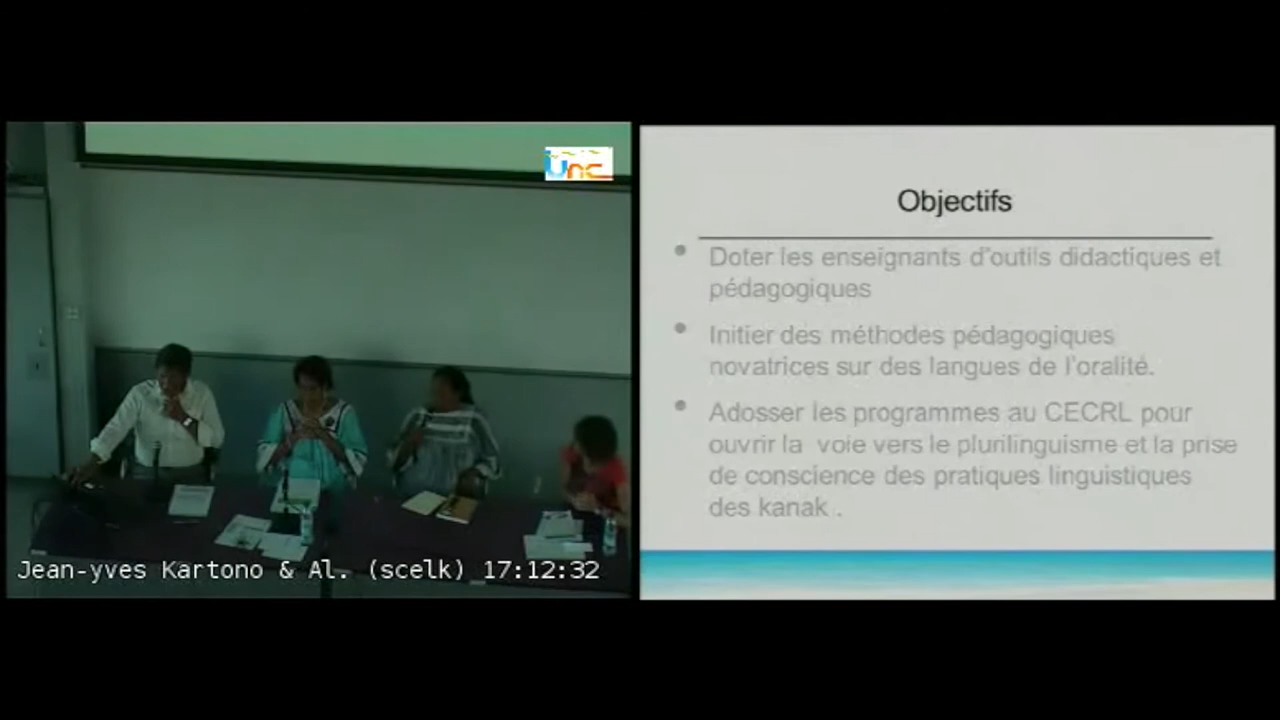 unc
Jean-yves Kartono & Al. (scelk) 17:12:32
Objectifs
• Doter les enseignants d'outils didactiques et
pédagogiques
• Initier des méthodes pédagogiques
novatrices sur des langues de l'oralité.
• Adosser les programmes au CECRL pour
ouvrir la voie vers le plurilinguisme et la prise
de conscience des pratiques linguistiques
des kanak .